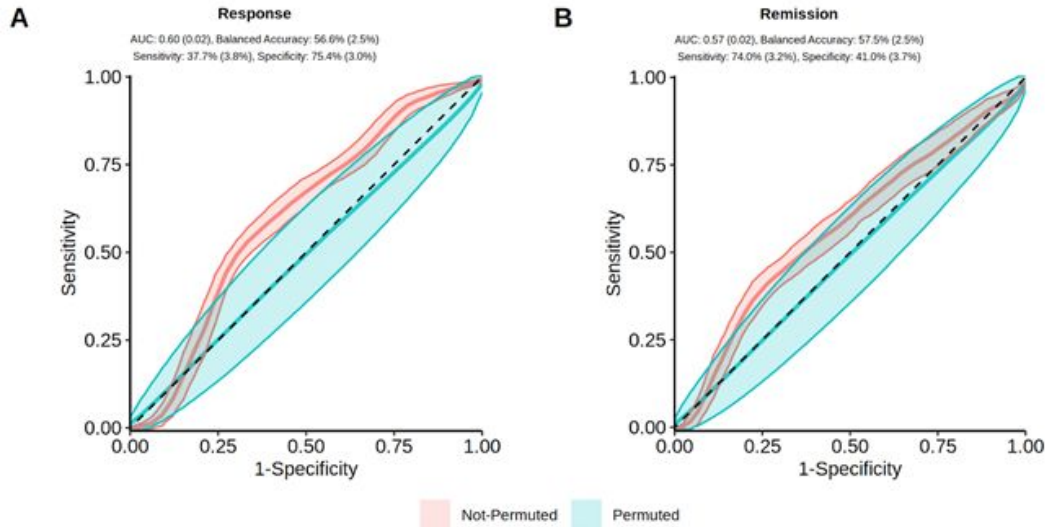 A
Response
AUC: 0.60 (0.02), Balanced Accuracy: 56.6% (2.5%)
Sensitivity: 37.7% (3.8%), Specificity: 75.4% (3.0%)
1.00
0.75
0.50
0.25
0.00
Sensitivity
0.00 0.25 0.50 0.75 1.00
1-Specificity
B
Remission
AUC: 0.57 (0.02), Balanced Accuracy: 57.5% (2.5%)
Sensitivity: 74.0% (3.2%), Specificity: 41.0% (3.7%)
1.00
0.75
0.50
0.25
0.00
Sensitivity
0.00 0.25 0.50 0.75 1.00
1-Specificity
Not-Permuted Permuted